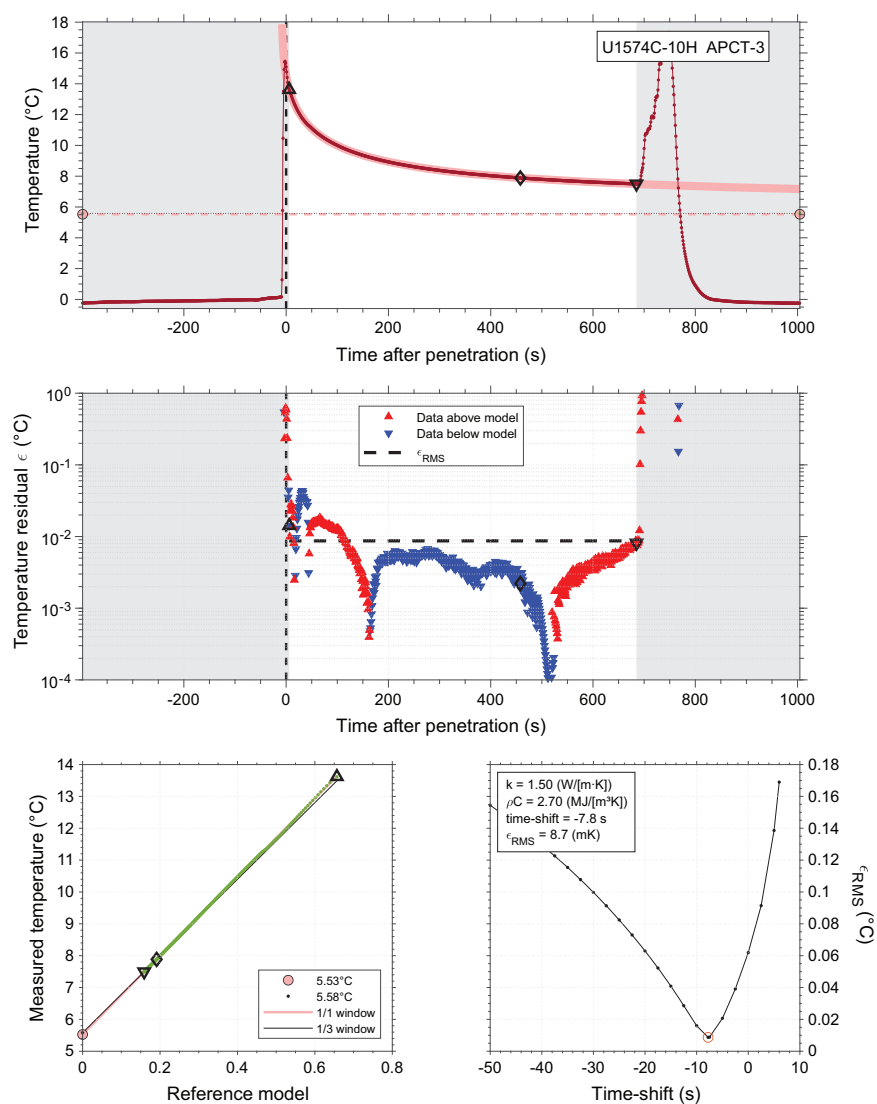 18
16
14
12
10
8
6
4
2
0
Temperature (°C)
U1574C-10H APCT-3
-200 0 200 400 600 800 1000
Time after penetration (s)
10⁰
10⁻¹
10⁻²
10⁻³
10⁻⁴
Temperature residual ϵ (°C)
Data above model
Data below model
ϵRMS
-200 0 200 400 600 800 1000
Time after penetration (s)
14
13
12
11
10
9
8
7
6
5
Measured temperature (°C)
5.53°C
5.58°C
1/1 window
1/3 window
0 0.2 0.4 0.6 0.8
Reference model
k = 1.50 (W/[m·K])
ρC = 2.70 (MJ/[m³K])
time-shift = -7.8 s
ϵRMS = 8.7 (mK)
0.18
0.16
0.14
0.12
0.10
0.08
0.06
0.04
0.02
0
ϵRMS (°C)
-50 -40 -30 -20 -10 0 10
Time-shift (s)